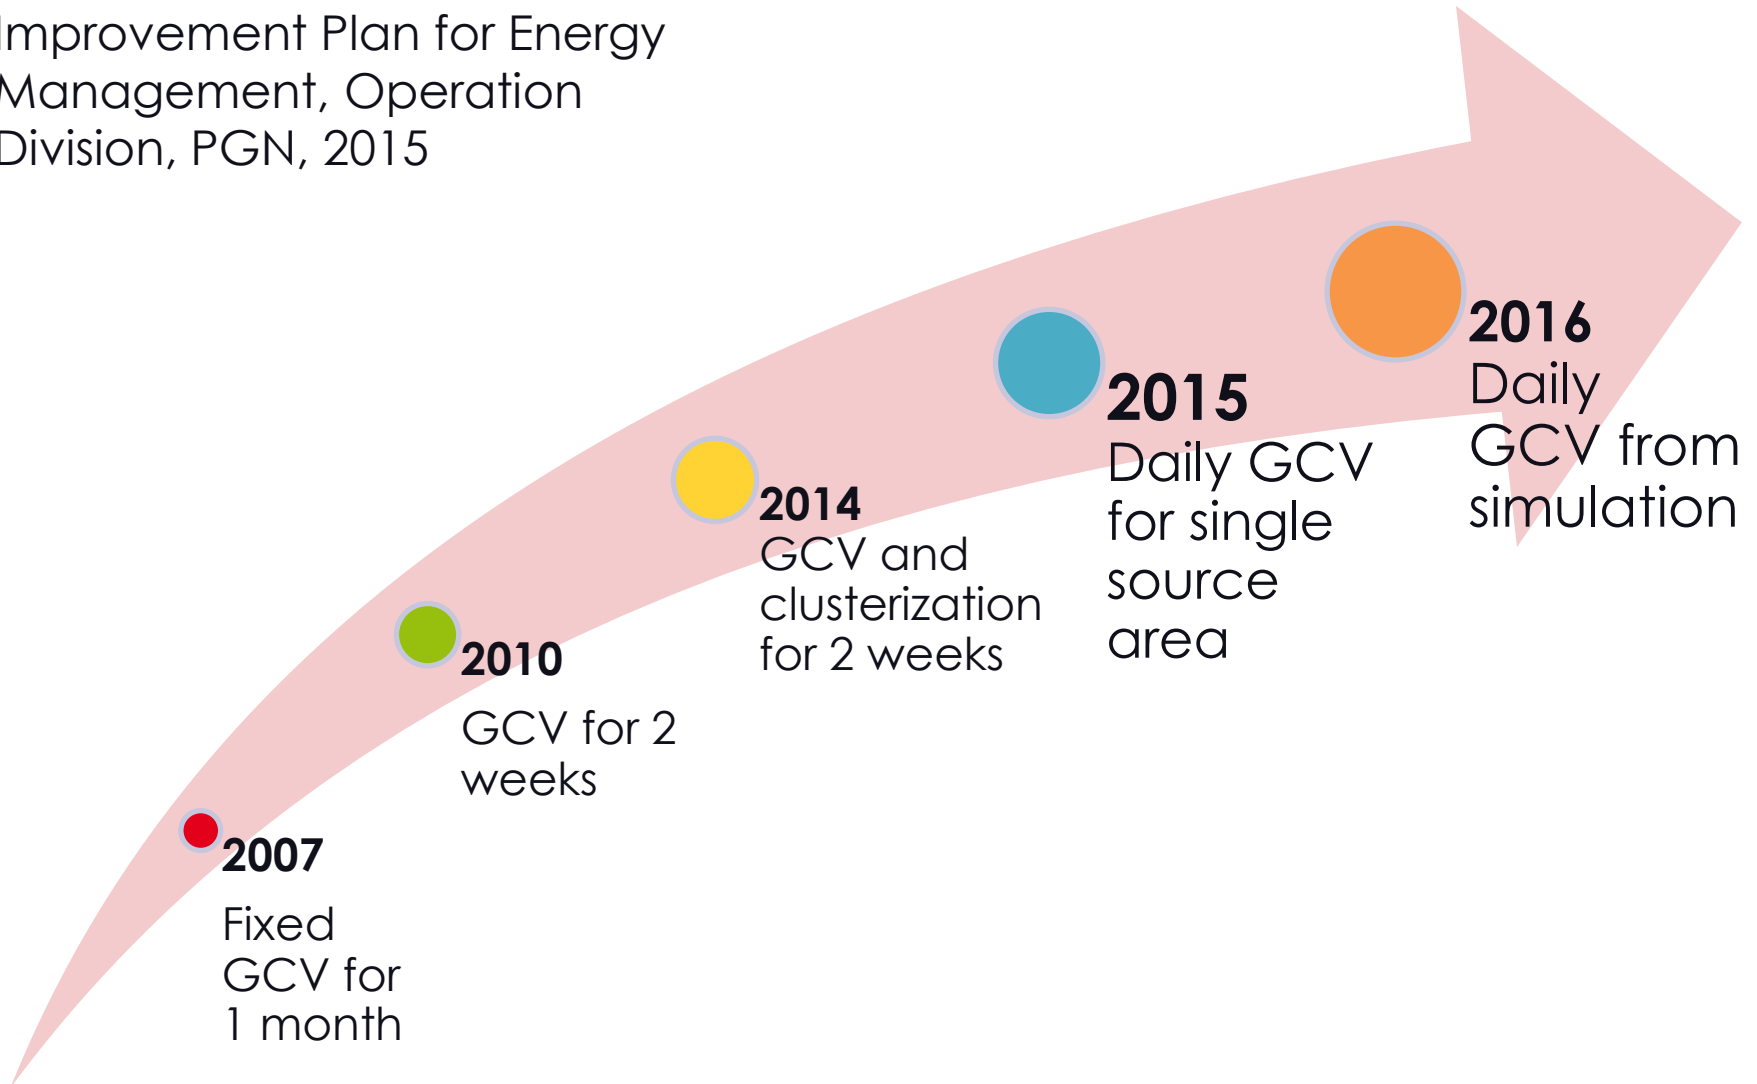 Improvement Plan for Energy
Management, Operation
Division, PGN, 2015
2016
Daily
GCV from
simulation
2015
Daily GCV
for single
source
area
2014
GCV and
clusterization
for 2 weeks
2010
GCV for 2
weeks
2007
Fixed
GCV for
1 month